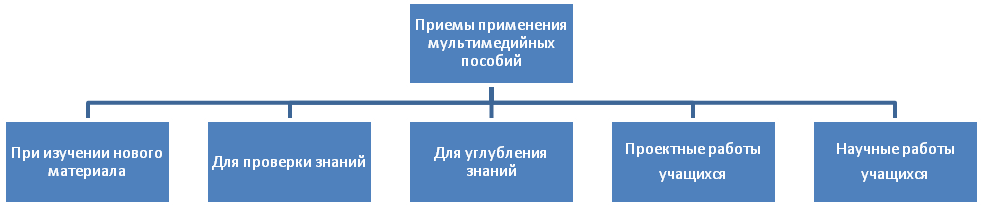 Приемы применения
мультимедийных
пособий
При изучении нового
материала
Для проверки знаний
Для углубления
знаний
Проектные работы
учащихся
Научные работы
учащихся